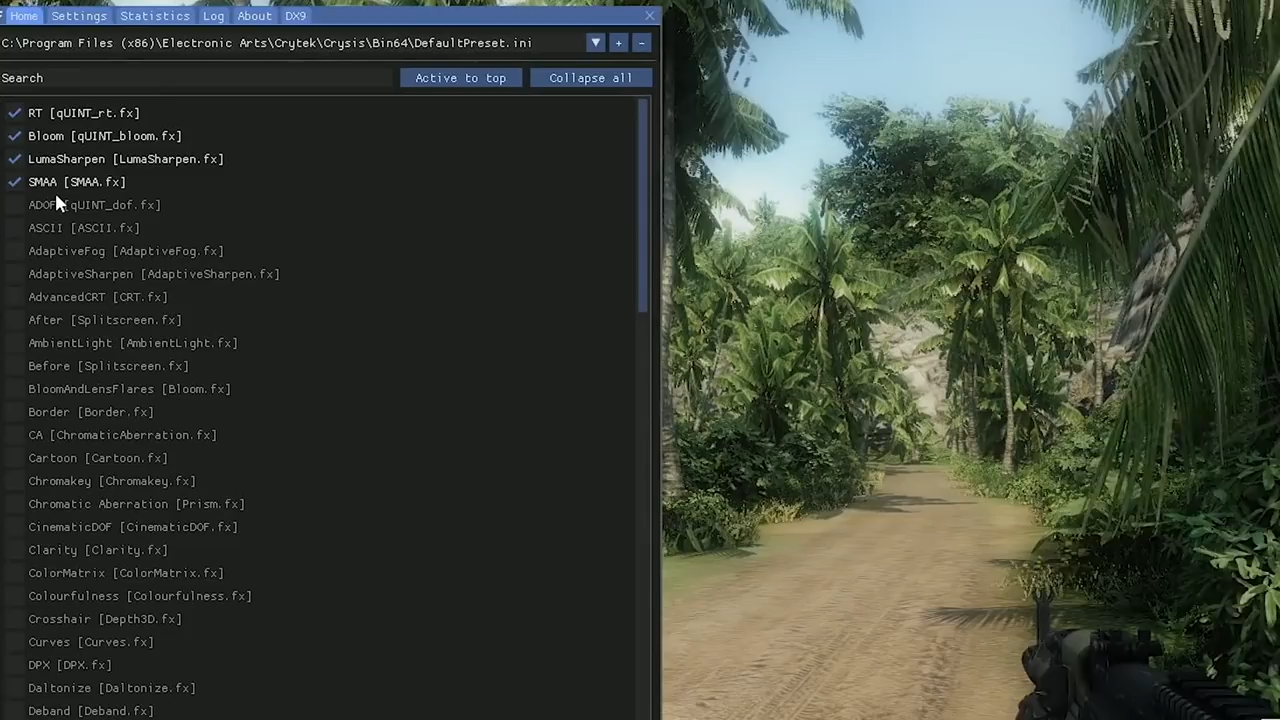 Home Settings Statistics Log About DX9
C:\Program Files (x86)\Electronic Arts\Crytek\Crysis\Bin64\DefaultPreset.ini ▼ + -
Search Active to top Collapse all
RT [qUINT_rt.fx]
Bloom [qUINT_bloom.fx]
LumaSharpen [LumaSharpen.fx]
SMAA [SMAA.fx]
ADOF [qUINT_dof.fx]
ASCII [ASCII.fx]
AdaptiveFog [AdaptiveFog.fx]
AdaptiveSharpen [AdaptiveSharpen.fx]
AdvancedCRT [CRT.fx]
After [Splitscreen.fx]
AmbientLight [AmbientLight.fx]
Before [Splitscreen.fx]
BloomAndLensFlares [Bloom.fx]
Border [Border.fx]
CA [ChromaticAberration.fx]
Cartoon [Cartoon.fx]
Chromakey [Chromakey.fx]
Chromatic Aberration [Prism.fx]
CinematicDOF [CinematicDOF.fx]
Clarity [Clarity.fx]
ColorMatrix [ColorMatrix.fx]
Colourfulness [Colourfulness.fx]
Crosshair [Depth3D.fx]
Curves [Curves.fx]
DPX [DPX.fx]
Daltonize [Daltonize.fx]
Deband [Deband.fx]